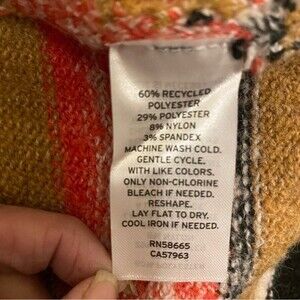 60% RECYCLED
POLYESTER
29% POLYESTER
8% NYLON
3% SPANDEX
MACHINE WASH COLD.
GENTLE CYCLE.
WITH LIKE COLORS.
ONLY NON-CHLORINE
BLEACH IF NEEDED.
RESHAPE.
LAY FLAT TO DRY.
COOL IRON IF NEEDED.
RN58665
CA57963